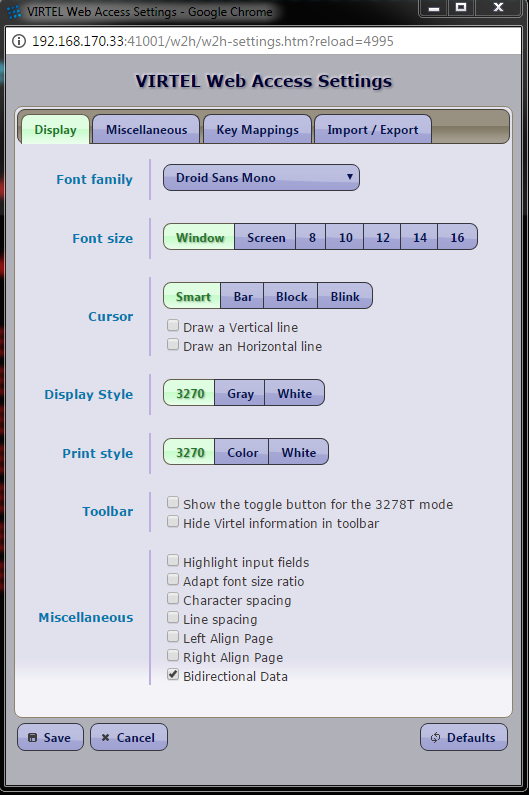 VIRTEL Web Access Settings - Google Chrome
192.168.170.33:41001/w2h/w2h-settings.htm?reload=4995
VIRTEL Web Access Settings
Display Miscellaneous Key Mappings Import / Export
Font family Droid Sans Mono
Font size Window Screen 8 10 12 14 16
Cursor Smart Bar Block Blink
Draw a Vertical line
Draw an Horizontal line
Display Style 3270 Gray White
Print style 3270 Color White
Toolbar Show the toggle button for the 3278T mode
Hide Virtel information in toolbar
Miscellaneous Highlight input fields
Adapt font size ratio
Character spacing
Line spacing
Left Align Page
Right Align Page
Bidirectional Data
Save Cancel Defaults